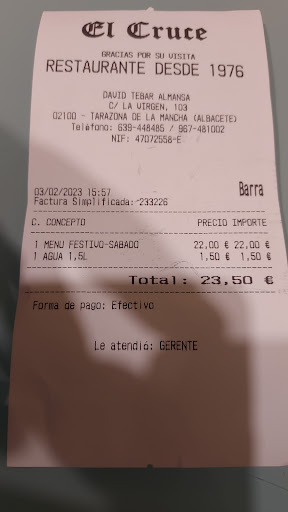 El Cruce
GRACIAS POR SU VISITA
RESTAURANTE DESDE 1976
DAVID TEBAR ALMANSA
C/ LA VIRGEN, 103
02100 - TARAZONA DE LA MANCHA (ALBACETE)
Teléfono: 639-448485 / 967-481002
NIF: 47072558-E
Barra
03/02/2023 15:57
Factura Simplificada: 233226
C. CONCEPTO PRECIO IMPORTE
1 MENU FESTIVO-SABADO 22,00 € 22,00 €
1 AGUA 1,5L 1,50 € 1,50 €
Total: 23,50 €
Forma de pago: Efectivo
Le atendió: GERENTE